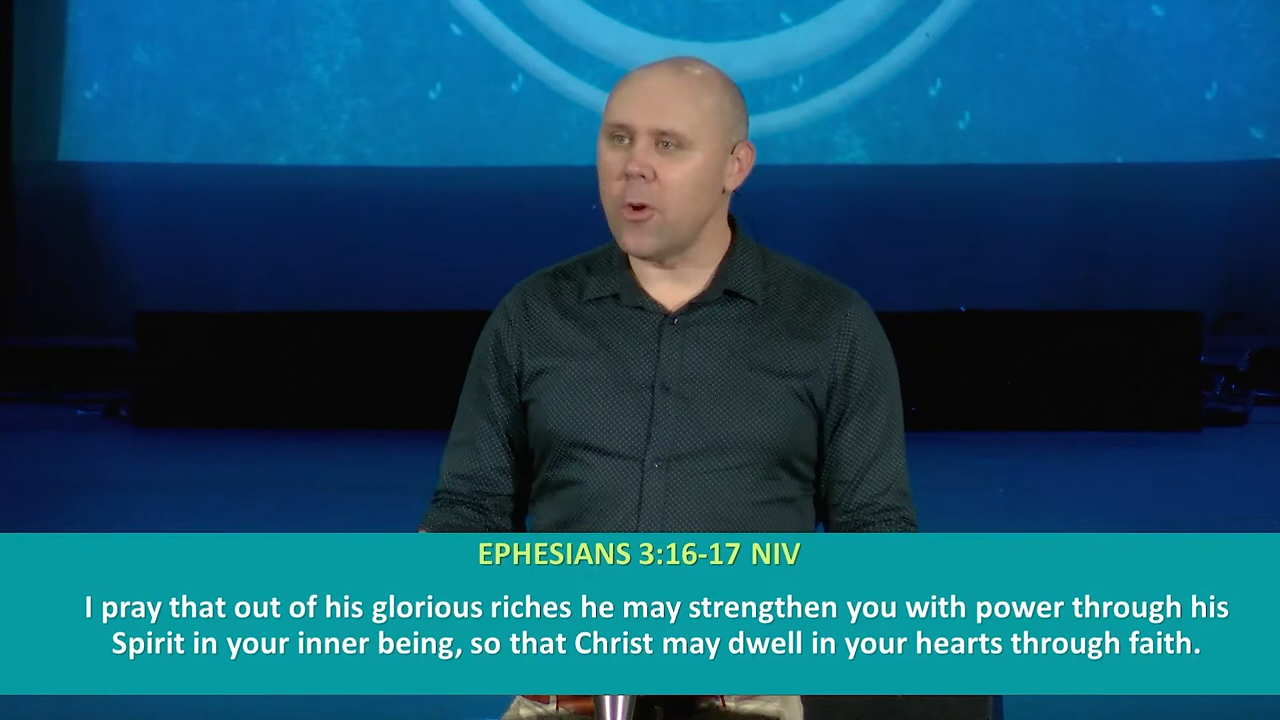 EPHESIANS 3:16-17 NIV
I pray that out of his glorious riches he may strengthen you with power through his
Spirit in your inner being, so that Christ may dwell in your hearts through faith.